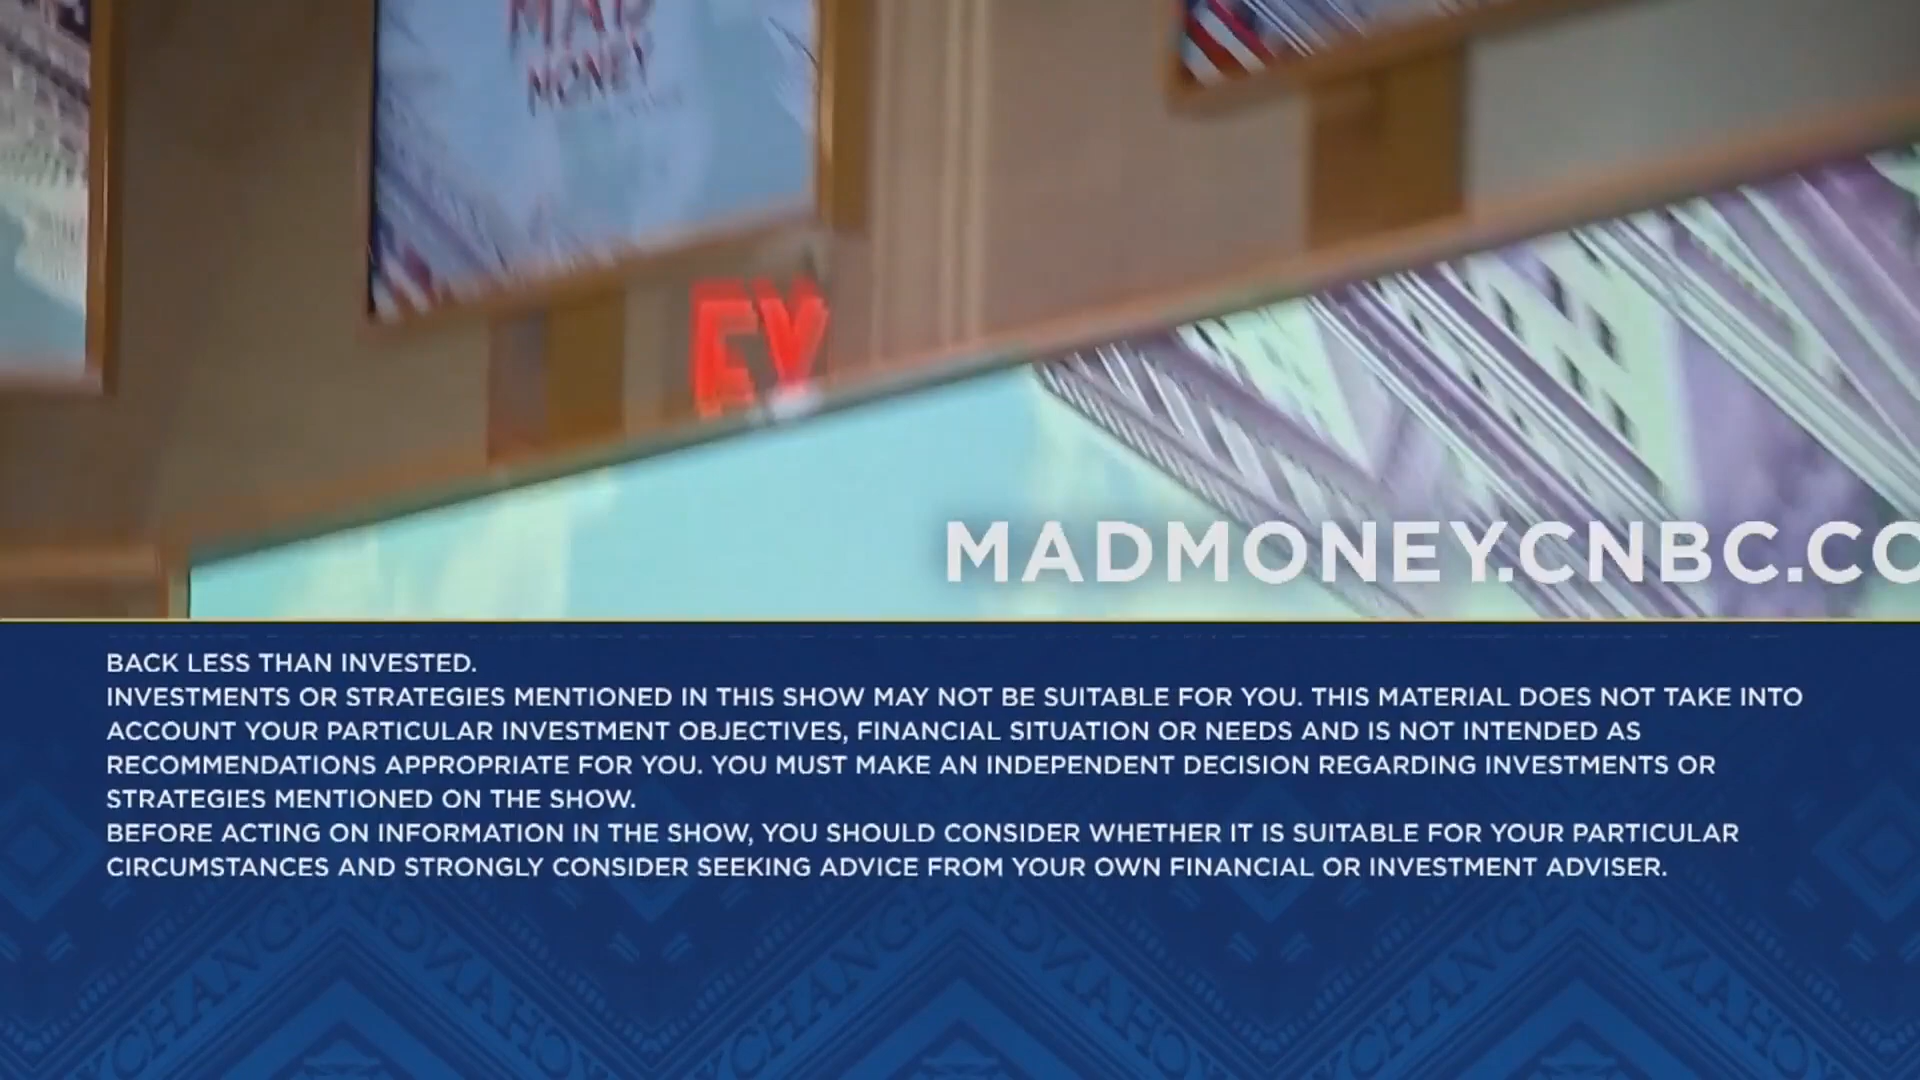 MAD
MONEY
EY
MADMONEY.CNBC.CO
BACK LESS THAN INVESTED.
INVESTMENTS OR STRATEGIES MENTIONED IN THIS SHOW MAY NOT BE SUITABLE FOR YOU. THIS MATERIAL DOES NOT TAKE INTO
ACCOUNT YOUR PARTICULAR INVESTMENT OBJECTIVES, FINANCIAL SITUATION OR NEEDS AND IS NOT INTENDED AS
RECOMMENDATIONS APPROPRIATE FOR YOU. YOU MUST MAKE AN INDEPENDENT DECISION REGARDING INVESTMENTS OR
STRATEGIES MENTIONED ON THE SHOW.
BEFORE ACTING ON INFORMATION IN THE SHOW, YOU SHOULD CONSIDER WHETHER IT IS SUITABLE FOR YOUR PARTICULAR
CIRCUMSTANCES AND STRONGLY CONSIDER SEEKING ADVICE FROM YOUR OWN FINANCIAL OR INVESTMENT ADVISER.